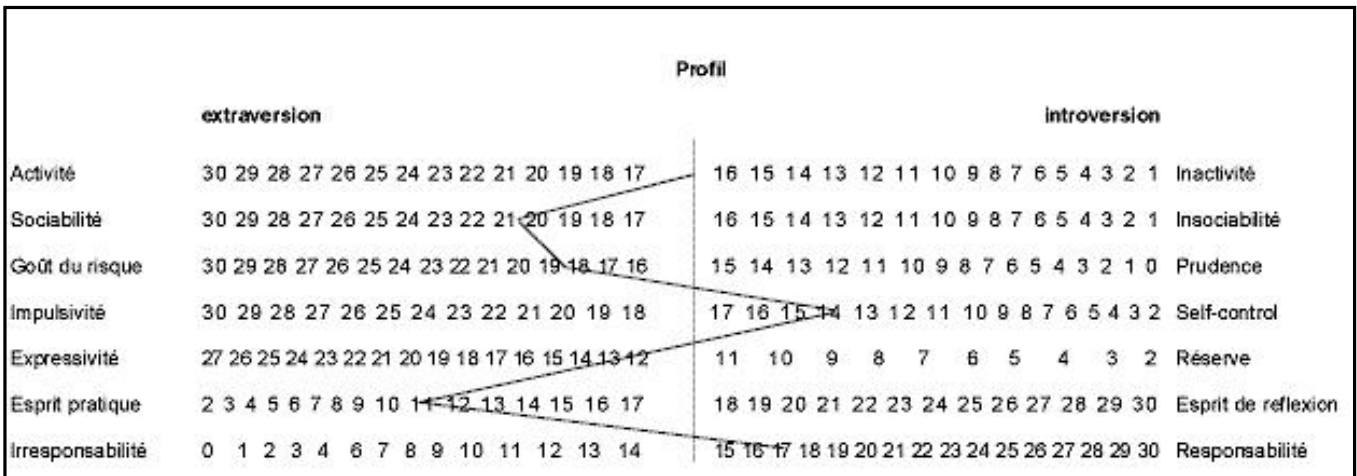 Profil
extraversion introversion
Activité 30 29 28 27 26 25 24 23 22 21 20 19 18 17 16 15 14 13 12 11 10 9 8 7 6 5 4 3 2 1 Inactivité
Sociabilité 30 29 28 27 26 25 24 23 22 21 20 19 18 17 16 15 14 13 12 11 10 9 8 7 6 5 4 3 2 1 Insociabilité
Goût du risque 30 29 28 27 26 25 24 23 22 21 20 19 18 17 16 15 14 13 12 11 10 9 8 7 6 5 4 3 2 1 0 Prudence
Impulsivité 30 29 28 27 26 25 24 23 22 21 20 19 18 17 16 15 14 13 12 11 10 9 8 7 6 5 4 3 2 Self-control
Expressivité 27 26 25 24 23 22 21 20 19 18 17 16 15 14 13 12 11 10 9 8 7 6 5 4 3 2 Réserve
Esprit pratique 2 3 4 5 6 7 8 9 10 11 12 13 14 15 16 17 18 19 20 21 22 23 24 25 26 27 28 29 30 Esprit de reflexion
Irresponsabilité 0 1 2 3 4 6 7 8 9 10 11 12 13 14 15 16 17 18 19 20 21 22 23 24 25 26 27 28 29 30 Responsabilité